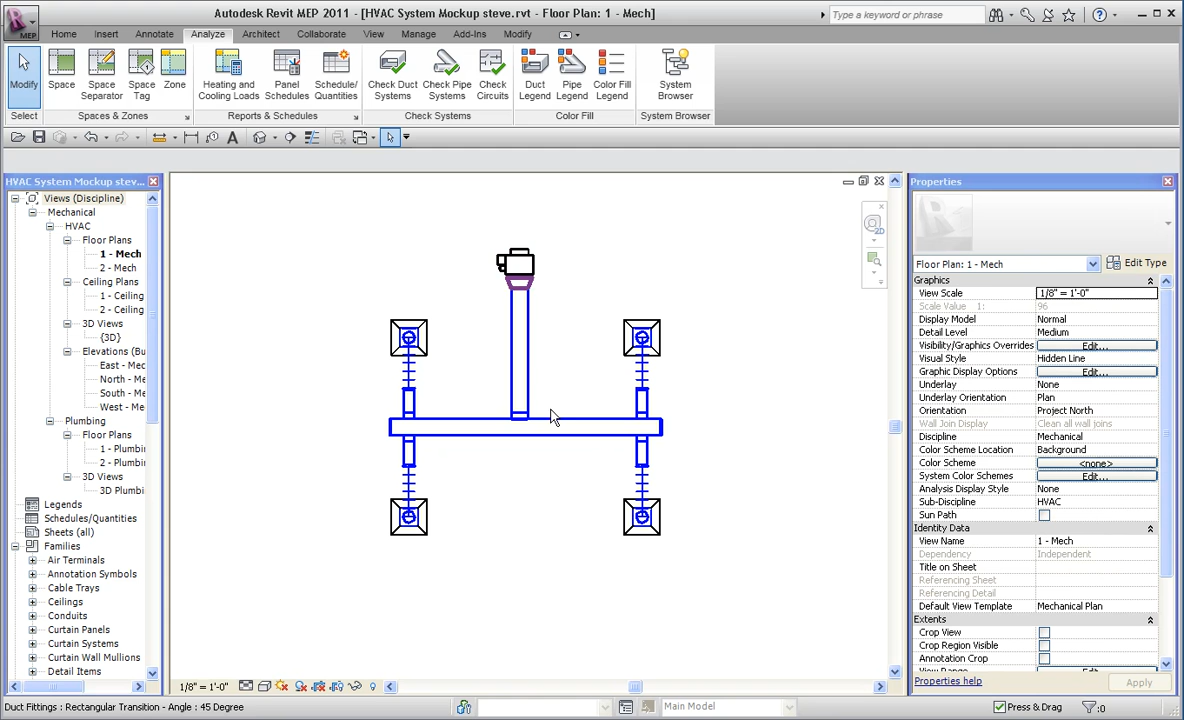 Autodesk Revit MEP 2011 - [HVAC System Mockup steve.rvt - Floor Plan: 1 - Mech]
Type a keyword or phrase
MEP
Home Insert Annotate Analyze Architect Collaborate View Manage Add-Ins Modify
Modify
Space
Space Separator
Space Tag
Zone
Heating and Cooling Loads
Panel Schedules
Schedule/ Quantities
Check Duct Systems
Check Pipe Systems
Check Circuits
Duct Legend
Pipe Legend
Color Fill Legend
System Browser
Select
Spaces & Zones
Reports & Schedules
Check Systems
Color Fill
System Browser
HVAC System Mockup stev...
Views (Discipline)
Mechanical
HVAC
Floor Plans
1 - Mech
2 - Mech
Ceiling Plans
1 - Ceiling
2 - Ceiling
3D Views
{3D}
Elevations (Bu
East - Me
North - Me
South - Me
West - Me
Plumbing
Floor Plans
1 - Plumbi
2 - Plumbi
3D Views
3D Plumbi
Legends
Schedules/Quantities
Sheets (all)
Families
Air Terminals
Annotation Symbols
Cable Trays
Ceilings
Conduits
Curtain Panels
Curtain Systems
Curtain Wall Mullions
Detail Items
2D
Properties
Floor Plan: 1 - Mech
Edit Type
Graphics
View Scale 1/8" = 1'-0"
Scale Value 1: 96
Display Model Normal
Detail Level Medium
Visibility/Graphics Overrides Edit...
Visual Style Hidden Line
Graphic Display Options Edit...
Underlay None
Underlay Orientation Plan
Orientation Project North
Wall Join Display Clean all wall joins
Discipline Mechanical
Color Scheme Location Background
Color Scheme <none>
System Color Schemes Edit...
Analysis Display Style None
Sub-Discipline HVAC
Sun Path
Identity Data
View Name 1 - Mech
Dependency Independent
Title on Sheet
Referencing Sheet
Referencing Detail
Default View Template Mechanical Plan
Extents
Crop View
Crop Region Visible
Annotation Crop
Properties help
Apply
1/8" = 1'-0"
Duct Fittings : Rectangular Transition - Angle : 45 Degree
Main Model
Press & Drag
:0